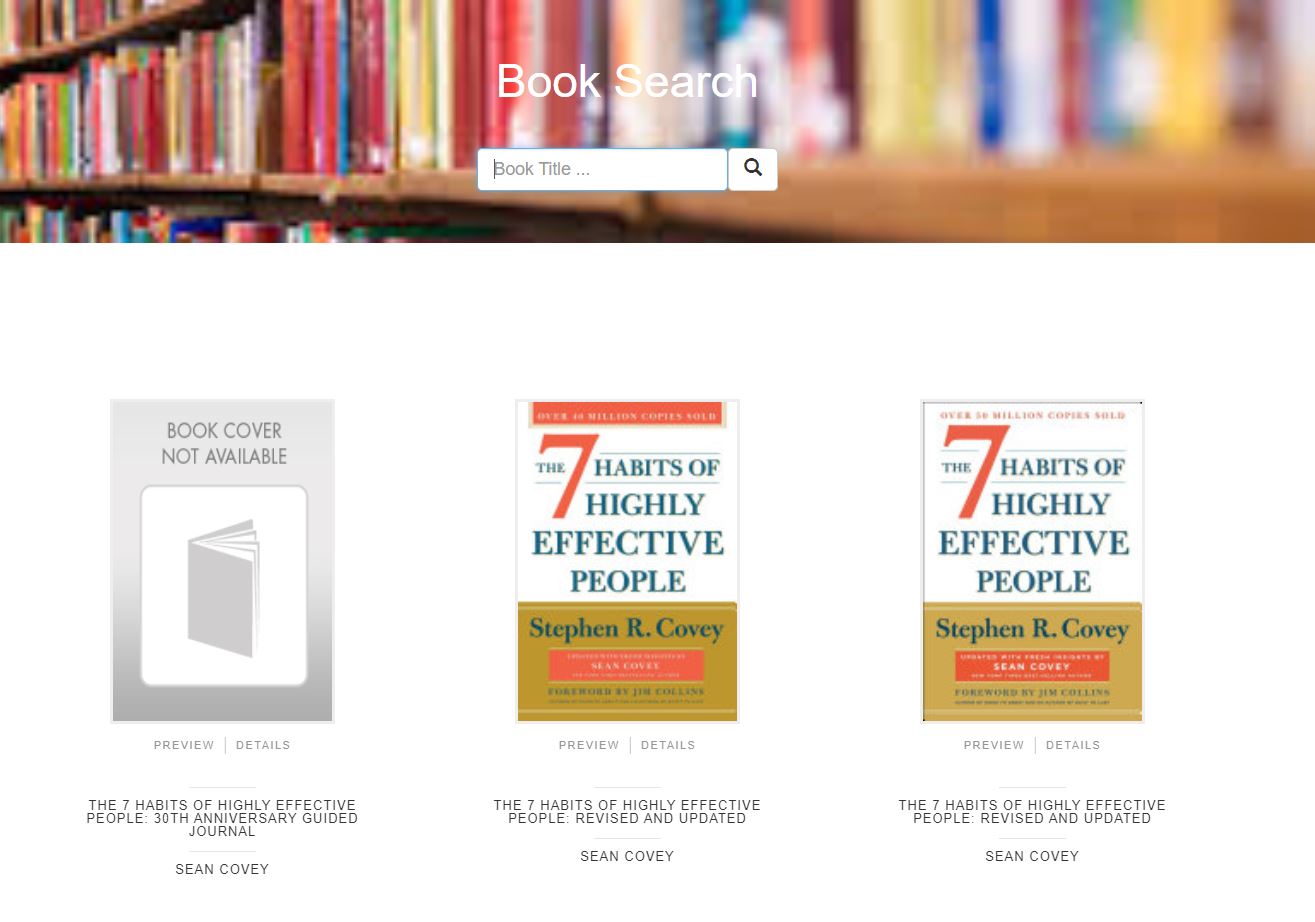 Book Search
Book Title ...
BOOK COVER
NOT AVAILABLE
OVER 40 MILLION COPIES SOLD
THE 7 HABITS OF
HIGHLY
EFFECTIVE
PEOPLE
Stephen R. Covey
UPDATED WITH FRESH INSIGHTS BY
SEAN COVEY
FOREWORD BY JIM COLLINS
OVER 50 MILLION COPIES SOLD
THE 7 HABITS OF
HIGHLY
EFFECTIVE
PEOPLE
Stephen R. Covey
UPDATED WITH FRESH INSIGHTS BY
SEAN COVEY
NEW YORK TIMES BEST-SELLING AUTHOR
FOREWORD BY JIM COLLINS
PREVIEW DETAILS
PREVIEW DETAILS
PREVIEW DETAILS
THE 7 HABITS OF HIGHLY EFFECTIVE
PEOPLE: 30TH ANNIVERSARY GUIDED
JOURNAL
SEAN COVEY
THE 7 HABITS OF HIGHLY EFFECTIVE
PEOPLE: REVISED AND UPDATED
SEAN COVEY
THE 7 HABITS OF HIGHLY EFFECTIVE
PEOPLE: REVISED AND UPDATED
SEAN COVEY